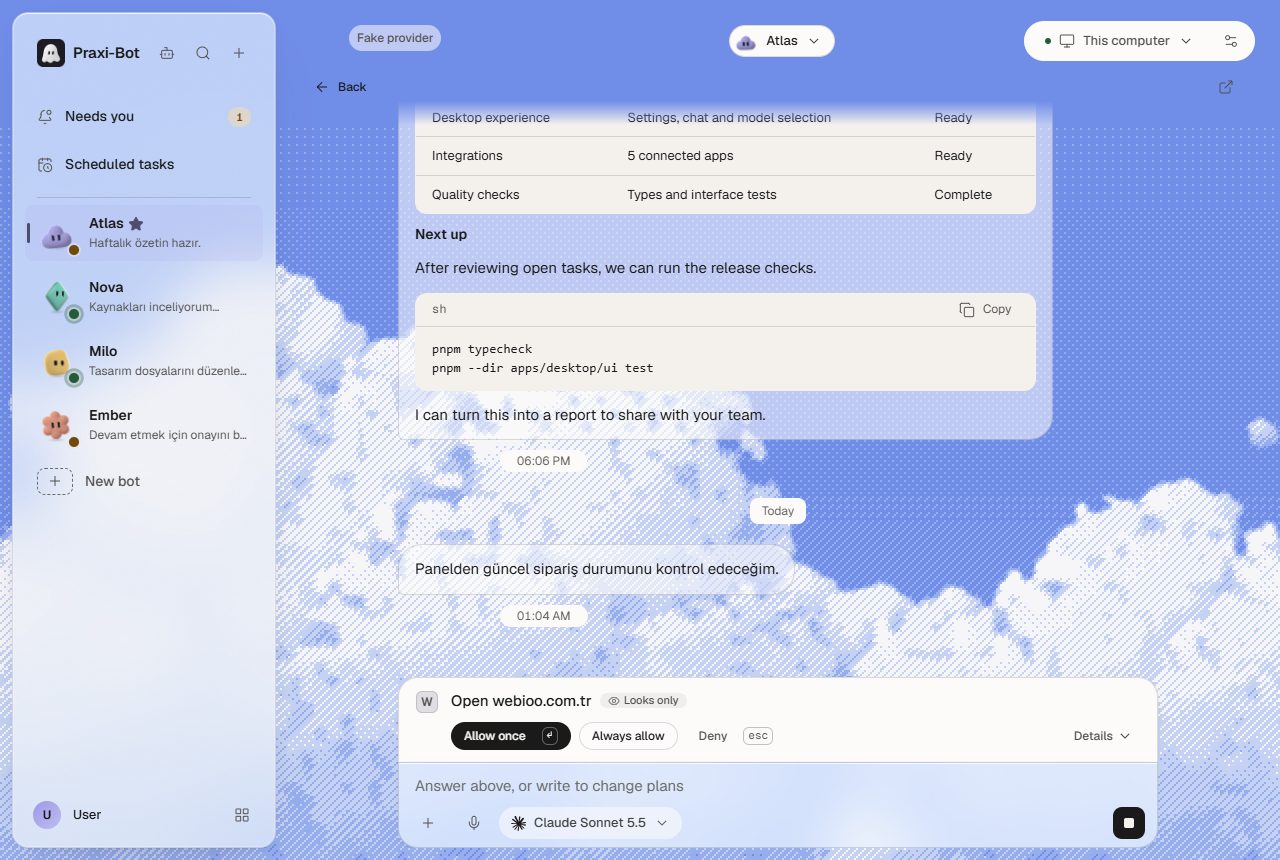 Praxi-Bot
Needs you
1
Scheduled tasks
Atlas
Haftalık özetin hazır.
Nova
Kaynakları inceliyorum…
Milo
Tasarım dosyalarını düzenle…
Ember
Devam etmek için onayını b…
New bot
U
User
Fake provider
Atlas
This computer
Back
Desktop experience Settings, chat and model selection Ready
Integrations 5 connected apps Ready
Quality checks Types and interface tests Complete
Next up
After reviewing open tasks, we can run the release checks.
sh Copy
pnpm typecheck
pnpm --dir apps/desktop/ui test
I can turn this into a report to share with your team.
06:06 PM
Today
Panelden güncel sipariş durumunu kontrol edeceğim.
01:04 AM
W Open webioo.com.tr Looks only
Allow once ↵ Always allow Deny esc Details
Answer above, or write to change plans
Claude Sonnet 5.5